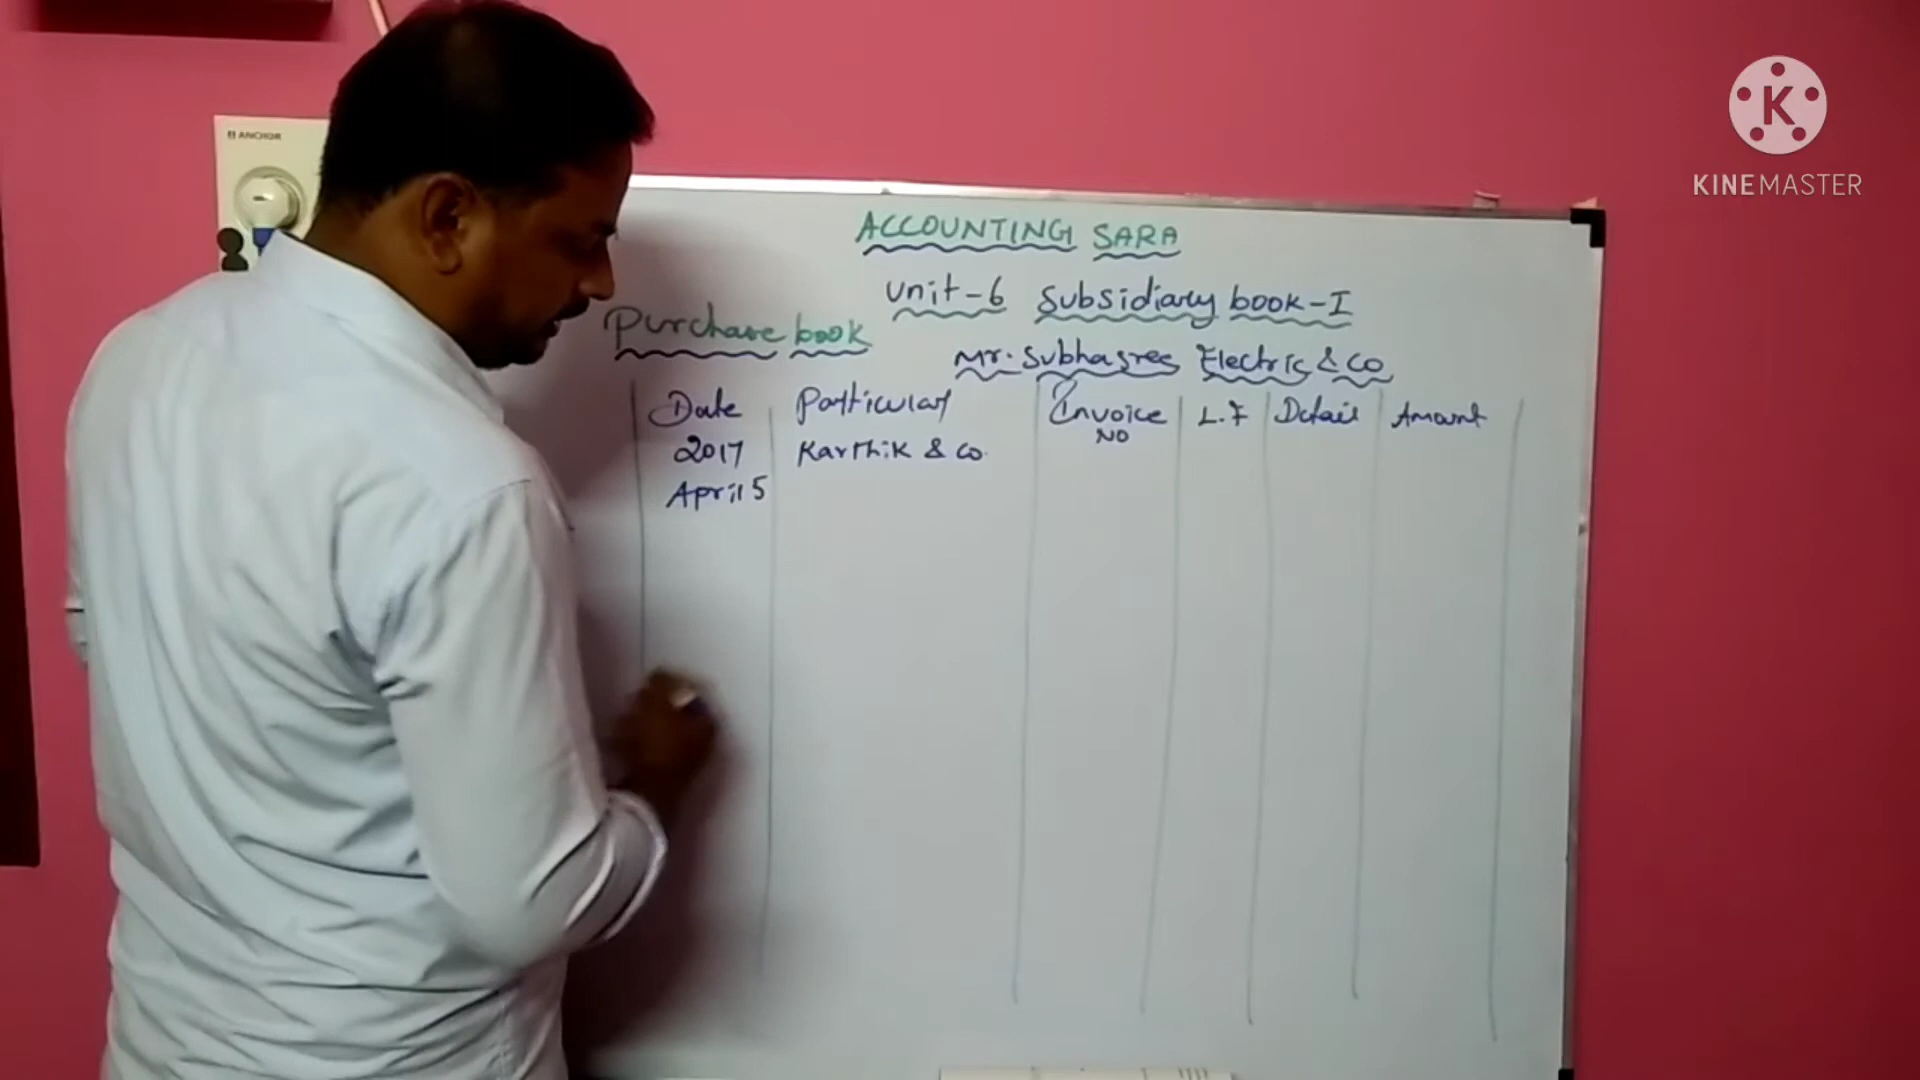 ANCHOR
K
KINEMASTER
ACCOUNTING SARA
Unit-6 Subsidiary book-I
Purchase book
Mr. Subhasree Electric & Co
Date Particular Invoice No L.F Detail Amount
2017 Karthik & Co.
April 5